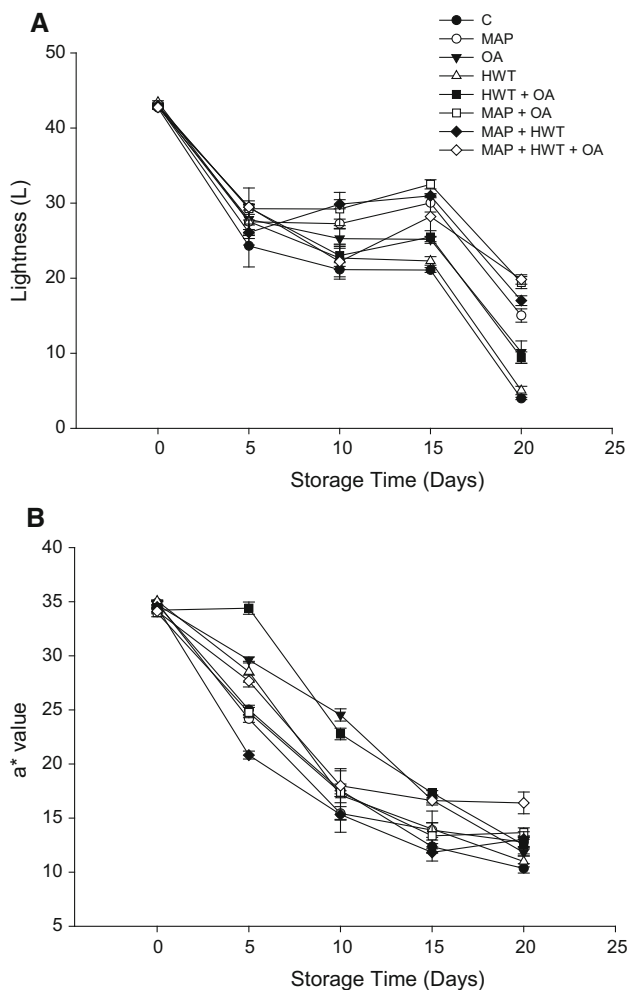 A
C
MAP
OA
HWT
HWT + OA
MAP + OA
MAP + HWT
MAP + HWT + OA
50
40
30
20
10
0
Lightness (L)
0 5 10 15 20 25
Storage Time (Days)
B
40
35
30
25
20
15
10
5
a* value
0 5 10 15 20 25
Storage Time (Days)